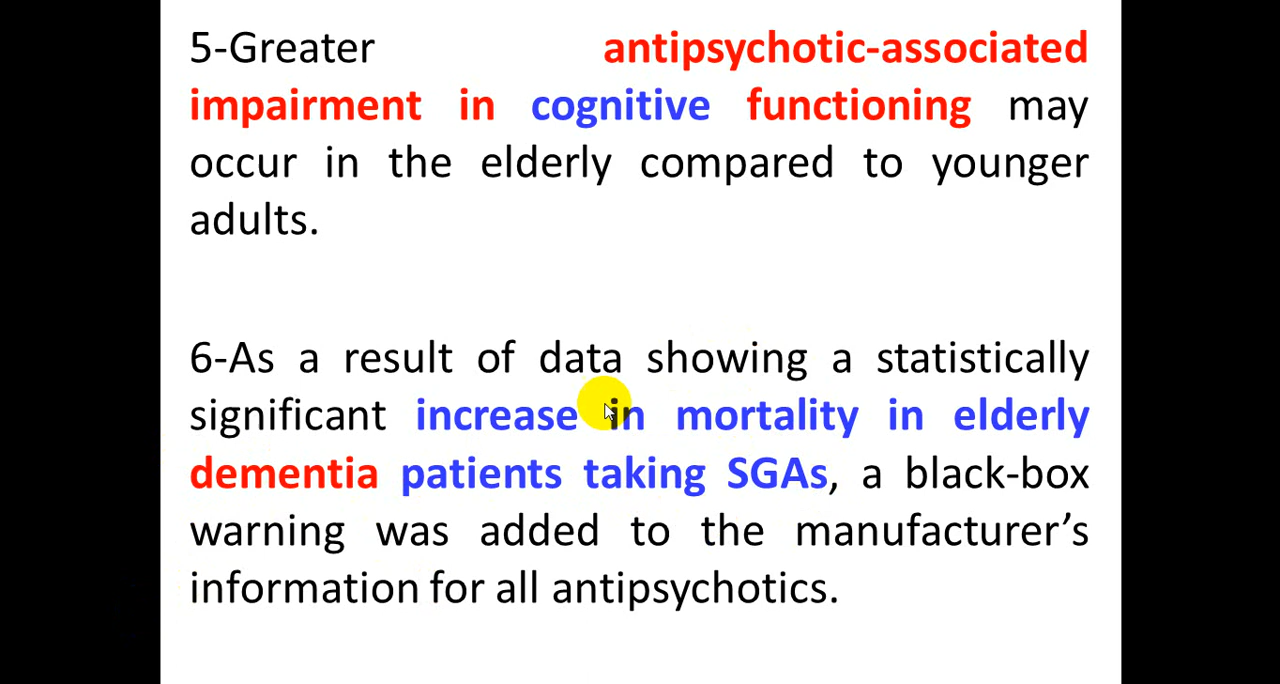 5-Greater antipsychotic-associated
impairment in cognitive functioning may
occur in the elderly compared to younger
adults.
6-As a result of data showing a statistically
significant increase in mortality in elderly
dementia patients taking SGAs, a black-box
warning was added to the manufacturer’s
information for all antipsychotics.